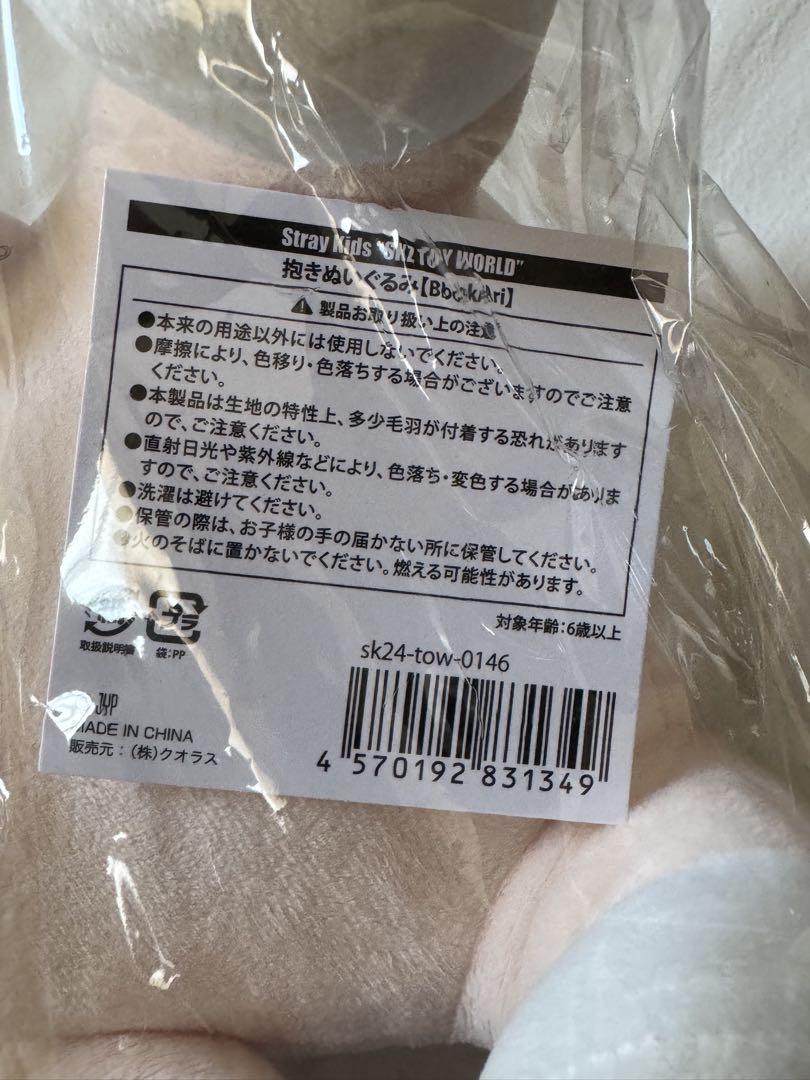 Stray Kids "SKZ TOY WORLD"
抱きぬいぐるみ【BbokAri】
製品お取り扱い上の注意
●本来の用途以外には使用しないでください。
●摩擦により、色移り・色落ちする場合がございますのでご注意
ください。
●本製品は生地の特性上、多少毛羽が付着する恐れがあります
ので、ご注意ください。
●直射日光や紫外線などにより、色落ち・変色する場合がありま
すので、ご注意ください。
●洗濯は避けてください。
●保管の際は、お子様の手の届かない所に保管してください。
●火のそばに置かないでください。燃える可能性があります。
対象年齢:6歳以上
プラ
取扱説明書 袋:PP
sk24-tow-0146
JYP
MADE IN CHINA
販売元:(株)クオラス
4 570192 831349